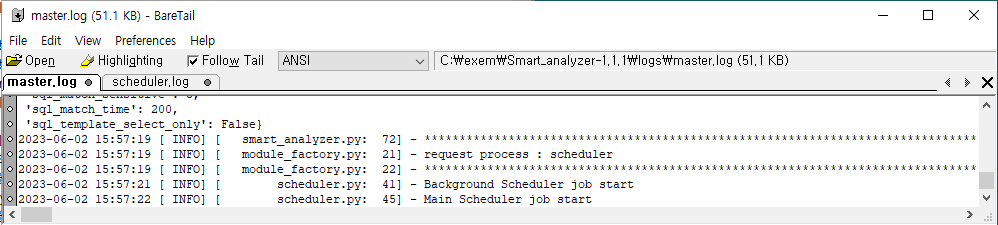 master.log (51.1 KB) - BareTail
File Edit View Preferences Help
Open Highlighting Follow Tail ANSI C:₩exem₩Smart_analyzer-1.1.1₩logs₩master.log (51.1 KB)
master.log scheduler.log
'sql_match_time': 200,
'sql_template_select_only': False}
2023-06-02 15:57:19 [ INFO] [ smart_analyzer.py: 72] - ************************************************************************************
2023-06-02 15:57:19 [ INFO] [ module_factory.py: 21] - request process : scheduler
2023-06-02 15:57:19 [ INFO] [ module_factory.py: 22] - ************************************************************************************
2023-06-02 15:57:21 [ INFO] [ scheduler.py: 41] - Background Scheduler job start
2023-06-02 15:57:22 [ INFO] [ scheduler.py: 45] - Main Scheduler job start